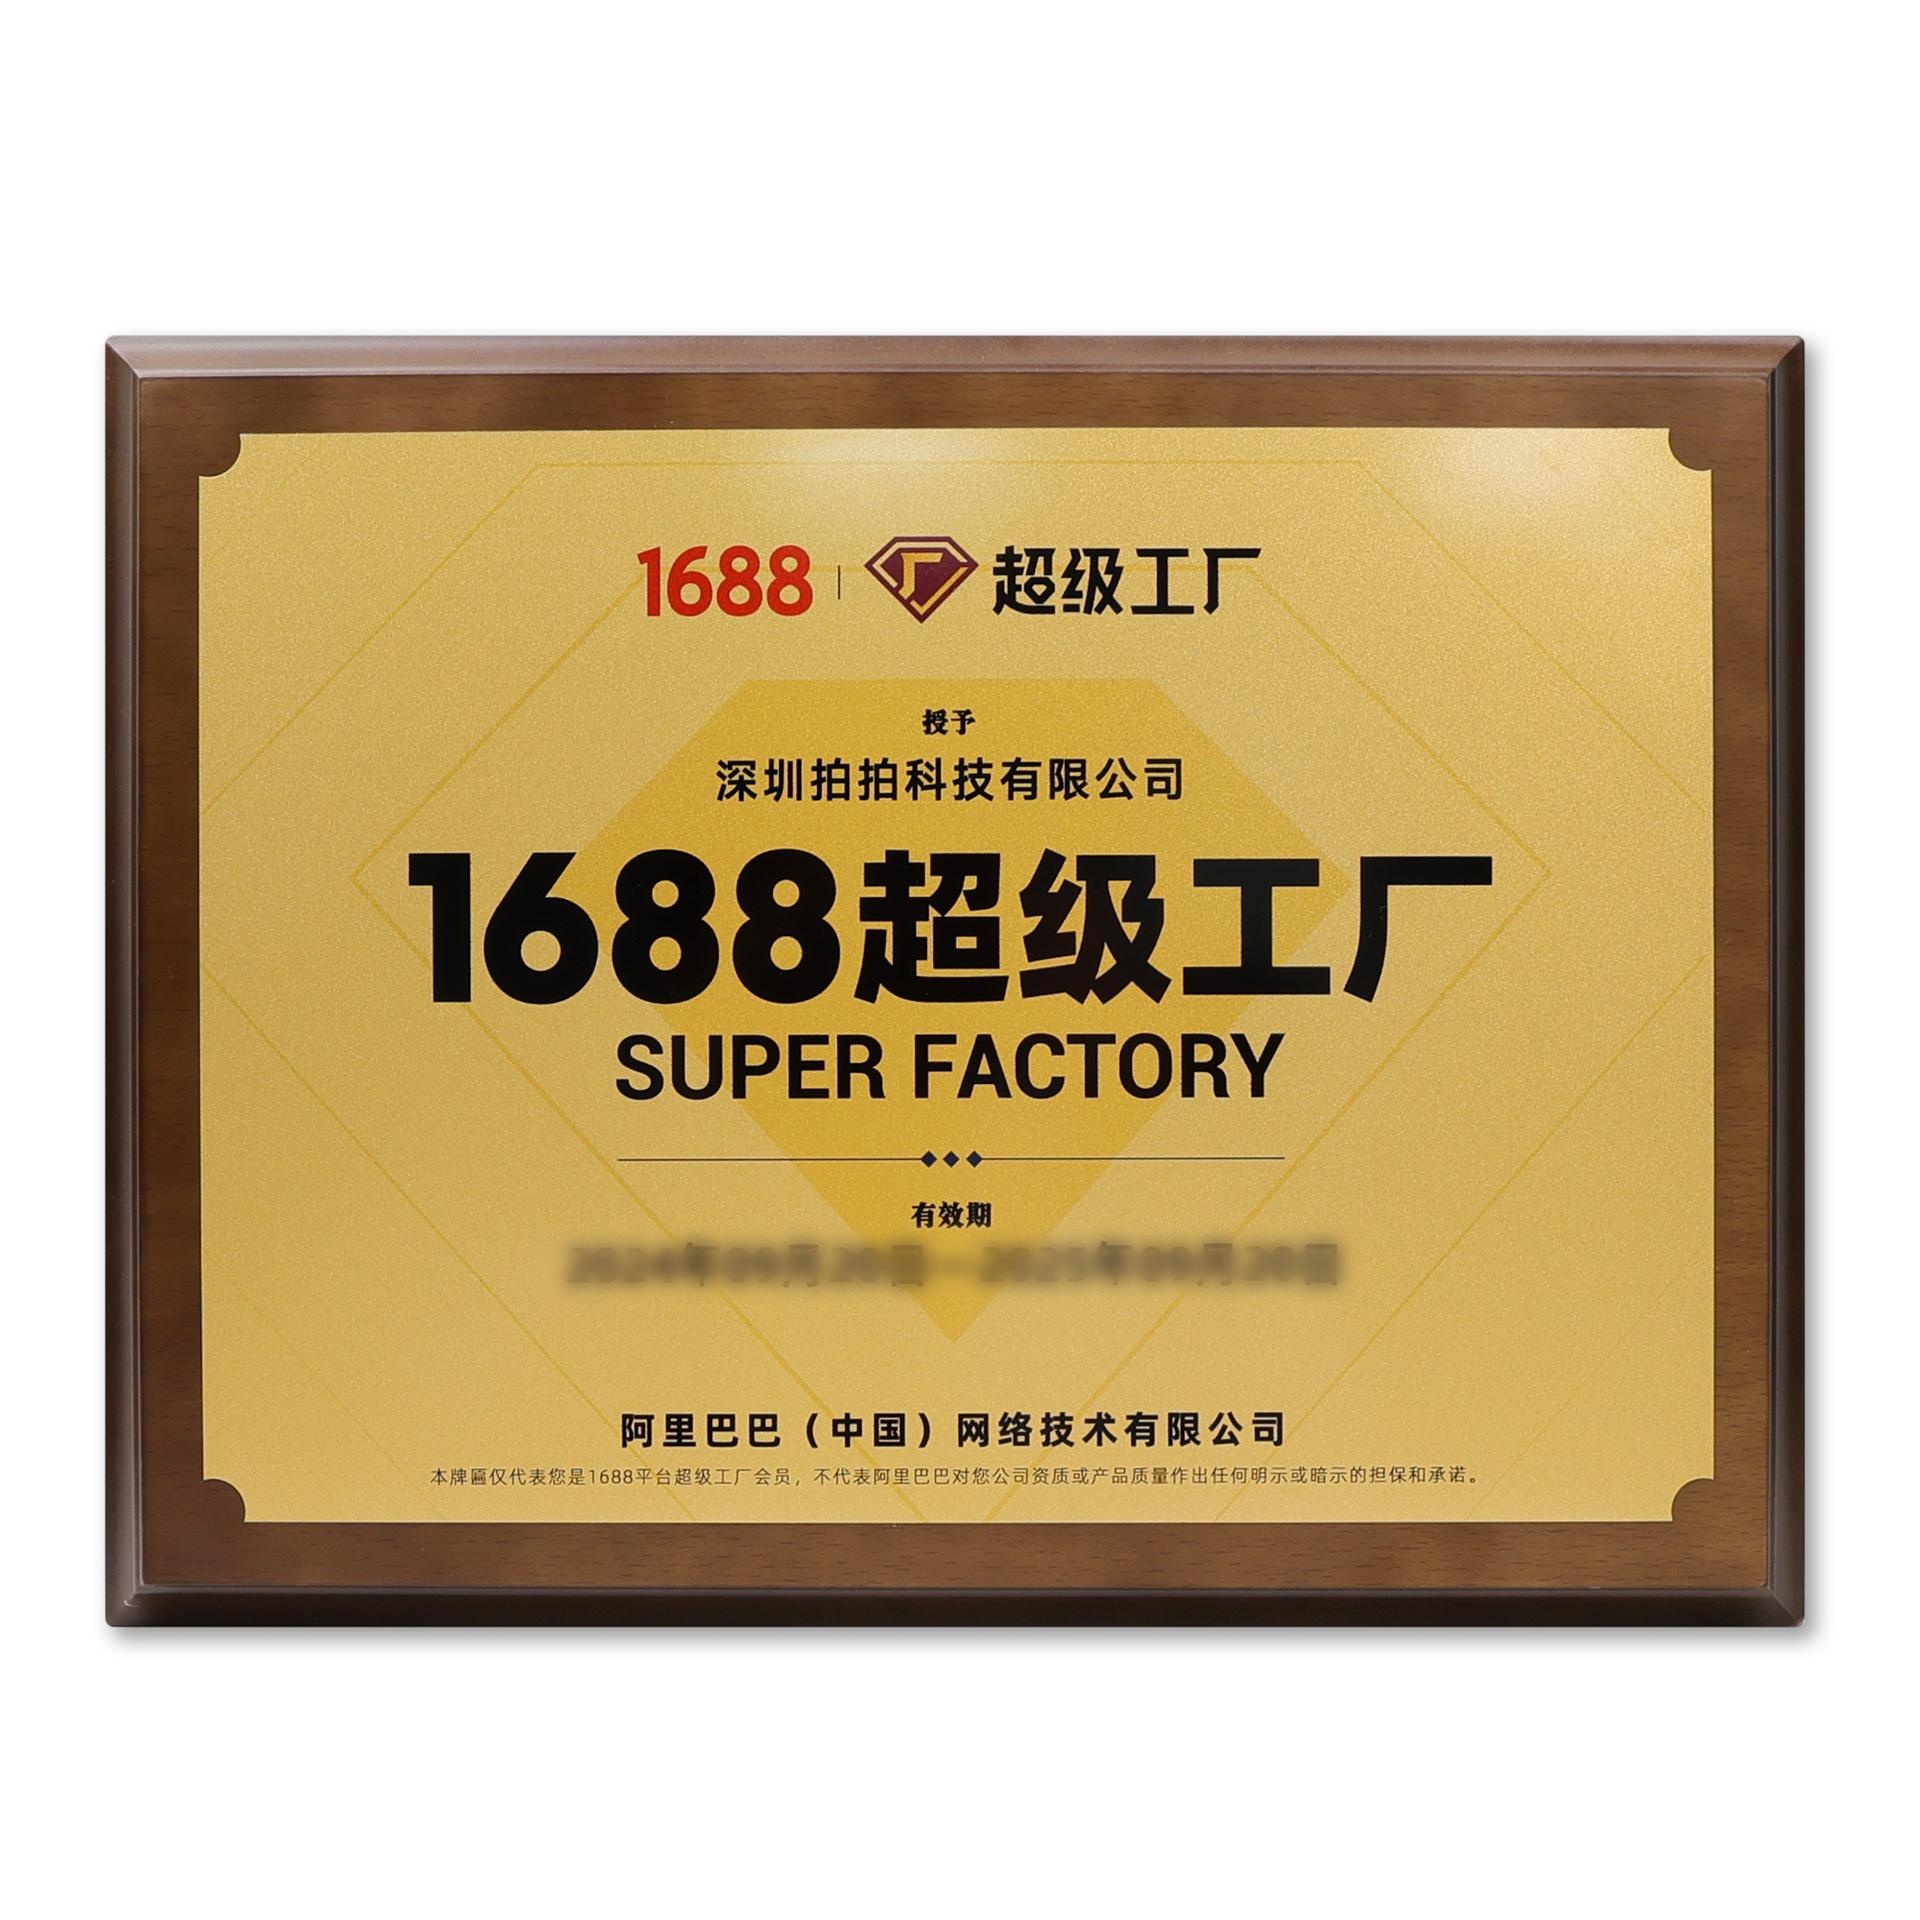 1688 | 超级工厂
授予
深圳拍拍科技有限公司
1688超级工厂
SUPER FACTORY
有效期
阿里巴巴（中国）网络技术有限公司
本牌匾仅代表您是1688平台超级工厂会员，不代表阿里巴巴对您公司资质或产品质量作出任何明示或暗示的担保和承诺。